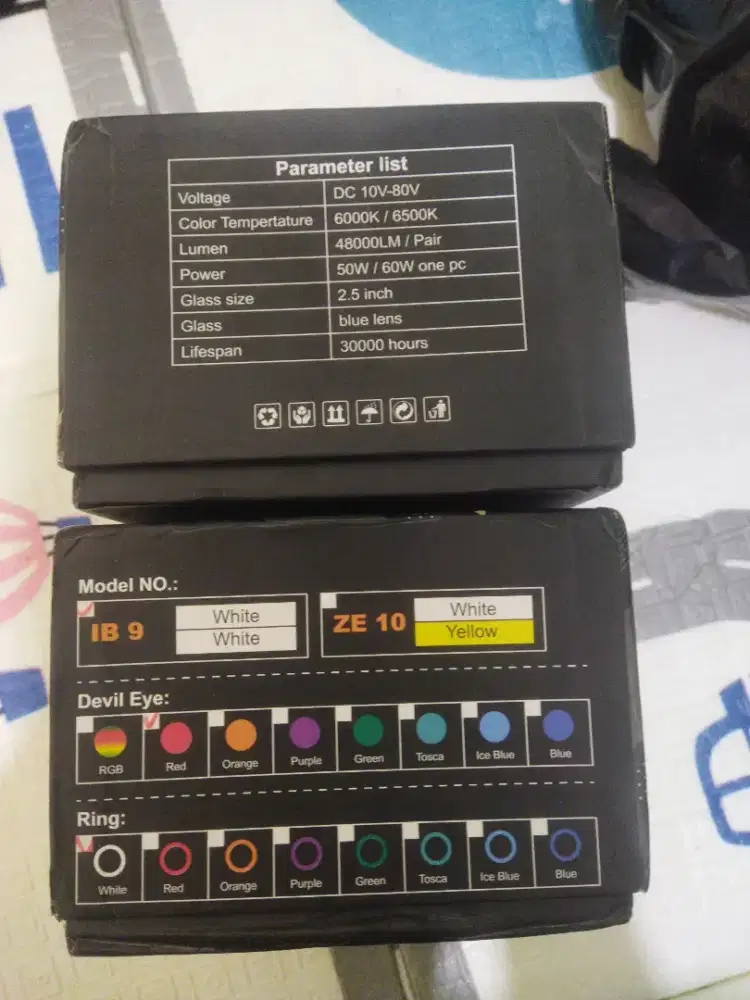 Parameter list
Voltage DC 10V-80V
Color Tempertature 6000K / 6500K
Lumen 48000LM / Pair
Power 50W / 60W one pc
Glass size 2.5 inch
Glass blue lens
Lifespan 30000 hours
Model NO.:
IB 9 White White
ZE 10 White Yellow
Devil Eye:
RGB Red Orange Purple Green Tosca Ice Blue Blue
Ring:
White Red Orange Purple Green Tosca Ice Blue Blue